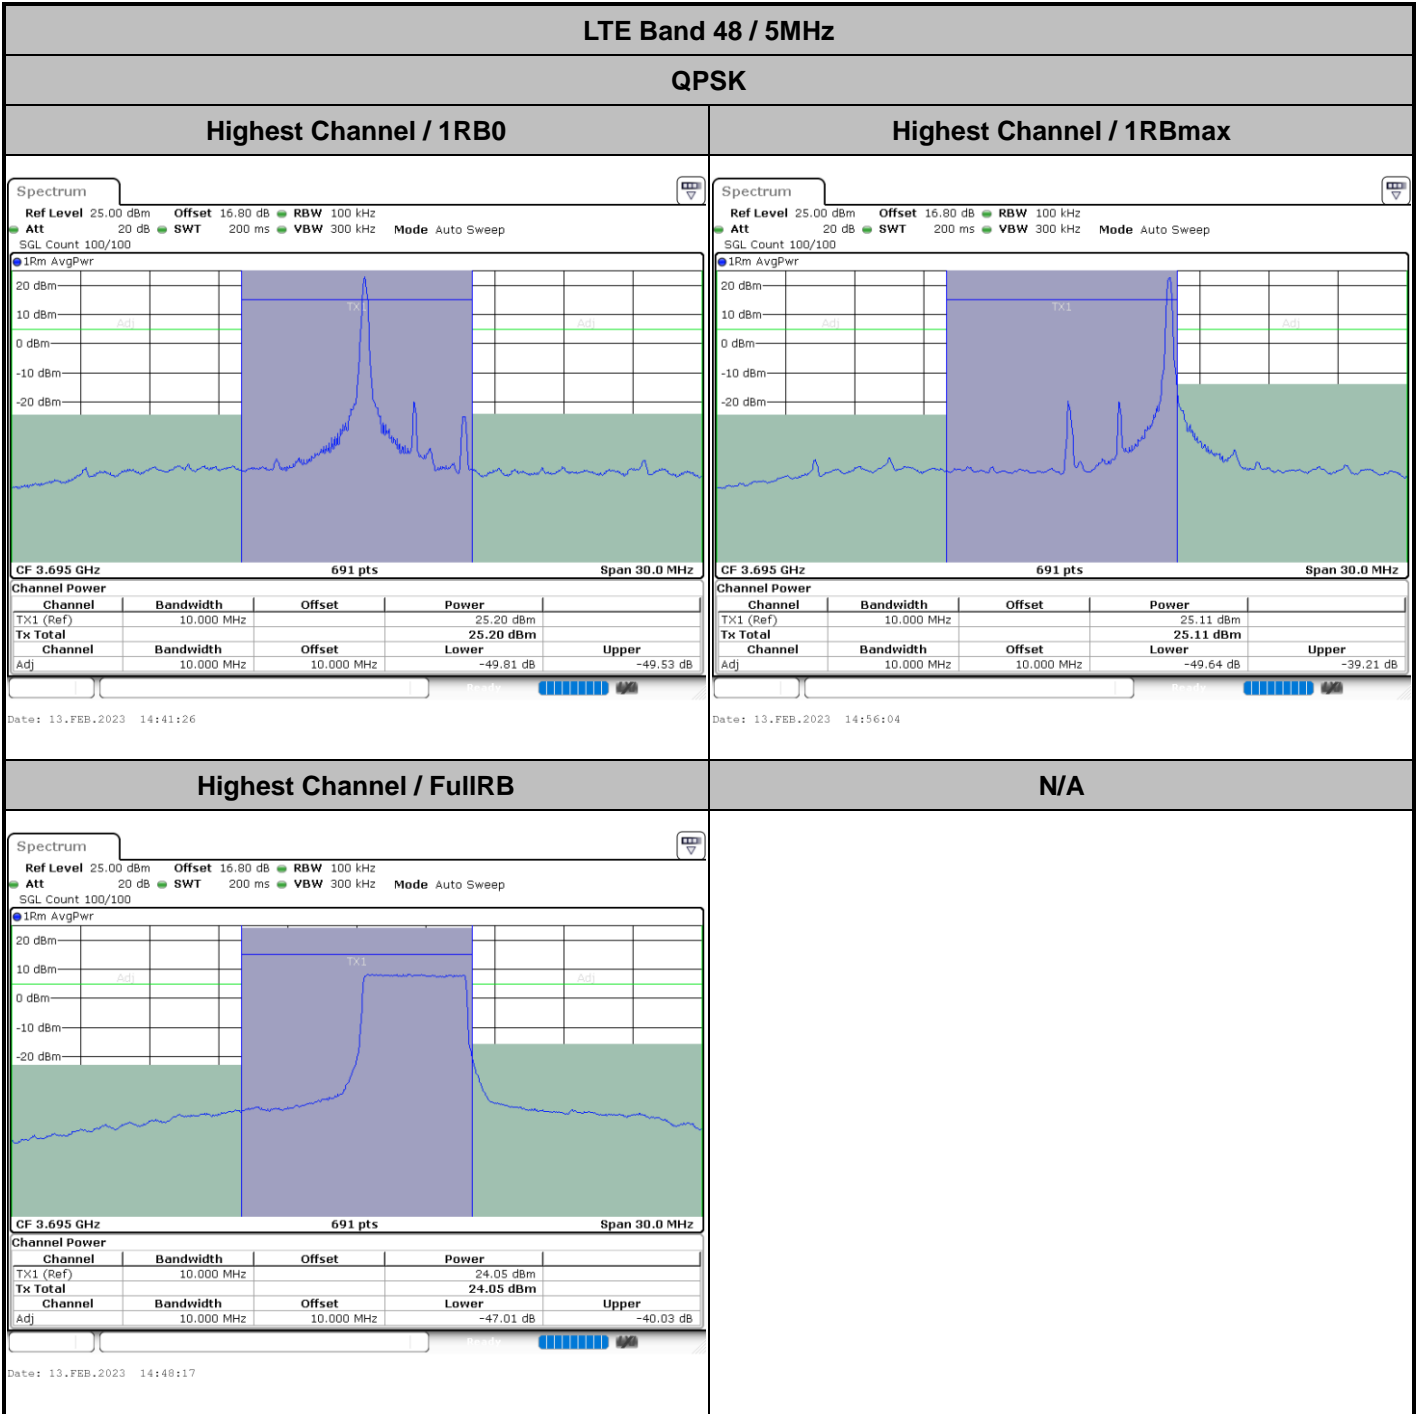 LTE Band 48 / 5MHz
QPSK
Highest Channel / 1RB0
Highest Channel / 1RBmax
Spectrum
Ref Level 25.00 dBm Offset 16.80 dB RBW 100 kHz
Att 20 dB SWT 200 ms VBW 300 kHz Mode Auto Sweep
SGL Count 100/100
1Rm AvgPwr
20 dBm
10 dBm
0 dBm
-10 dBm
-20 dBm
Adj
TX1
Adj
CF 3.695 GHz 691 pts Span 30.0 MHz
Channel Power
Channel Bandwidth Offset Power
TX1 (Ref) 10.000 MHz 25.20 dBm
Tx Total 25.20 dBm
Channel Bandwidth Offset Lower Upper
Adj 10.000 MHz 10.000 MHz -49.81 dB -49.53 dB
Ready
Date: 13.FEB.2023 14:41:26
Spectrum
Ref Level 25.00 dBm Offset 16.80 dB RBW 100 kHz
Att 20 dB SWT 200 ms VBW 300 kHz Mode Auto Sweep
SGL Count 100/100
1Rm AvgPwr
20 dBm
10 dBm
0 dBm
-10 dBm
-20 dBm
Adj
TX1
Adj
CF 3.695 GHz 691 pts Span 30.0 MHz
Channel Power
Channel Bandwidth Offset Power
TX1 (Ref) 10.000 MHz 25.11 dBm
Tx Total 25.11 dBm
Channel Bandwidth Offset Lower Upper
Adj 10.000 MHz 10.000 MHz -49.64 dB -39.21 dB
Ready
Date: 13.FEB.2023 14:56:04
Highest Channel / FullRB
N/A
Spectrum
Ref Level 25.00 dBm Offset 16.80 dB RBW 100 kHz
Att 20 dB SWT 200 ms VBW 300 kHz Mode Auto Sweep
SGL Count 100/100
1Rm AvgPwr
20 dBm
10 dBm
0 dBm
-10 dBm
-20 dBm
Adj
TX1
Adj
CF 3.695 GHz 691 pts Span 30.0 MHz
Channel Power
Channel Bandwidth Offset Power
TX1 (Ref) 10.000 MHz 24.05 dBm
Tx Total 24.05 dBm
Channel Bandwidth Offset Lower Upper
Adj 10.000 MHz 10.000 MHz -47.01 dB -40.03 dB
Ready
Date: 13.FEB.2023 14:48:17